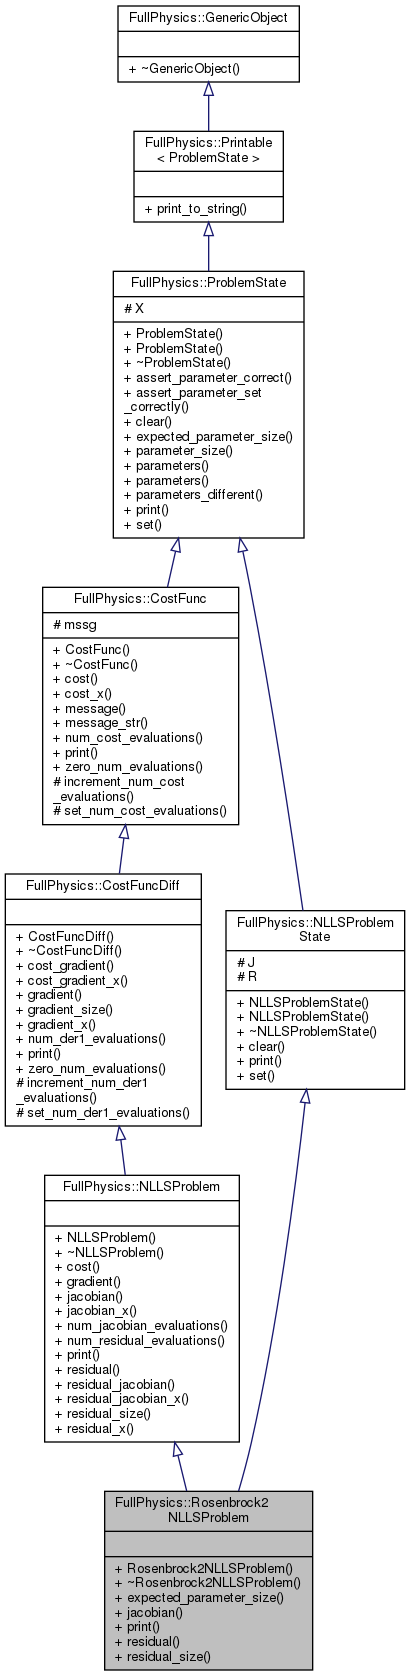 FullPhysics::GenericObject
+ ~GenericObject()
FullPhysics::Printable
< ProblemState >
+ print_to_string()
FullPhysics::ProblemState
# X
+ ProblemState()
+ ProblemState()
+ ~ProblemState()
+ assert_parameter_correct()
+ assert_parameter_set
_correctly()
+ clear()
+ expected_parameter_size()
+ parameter_size()
+ parameters()
+ parameters()
+ parameters_different()
+ print()
+ set()
FullPhysics::CostFunc
# mssg
+ CostFunc()
+ ~CostFunc()
+ cost()
+ cost_x()
+ message()
+ message_str()
+ num_cost_evaluations()
+ print()
+ zero_num_evaluations()
# increment_num_cost
_evaluations()
# set_num_cost_evaluations()
FullPhysics::CostFuncDiff
+ CostFuncDiff()
+ ~CostFuncDiff()
+ cost_gradient()
+ cost_gradient_x()
+ gradient()
+ gradient_size()
+ gradient_x()
+ num_der1_evaluations()
+ print()
+ zero_num_evaluations()
# increment_num_der1
_evaluations()
# set_num_der1_evaluations()
FullPhysics::NLLSProblem
State
# J
# R
+ NLLSProblemState()
+ NLLSProblemState()
+ ~NLLSProblemState()
+ clear()
+ print()
+ set()
FullPhysics::NLLSProblem
+ NLLSProblem()
+ ~NLLSProblem()
+ cost()
+ gradient()
+ jacobian()
+ jacobian_x()
+ num_jacobian_evaluations()
+ num_residual_evaluations()
+ print()
+ residual()
+ residual_jacobian()
+ residual_jacobian_x()
+ residual_size()
+ residual_x()
FullPhysics::Rosenbrock2
NLLSProblem
+ Rosenbrock2NLLSProblem()
+ ~Rosenbrock2NLLSProblem()
+ expected_parameter_size()
+ jacobian()
+ print()
+ residual()
+ residual_size()